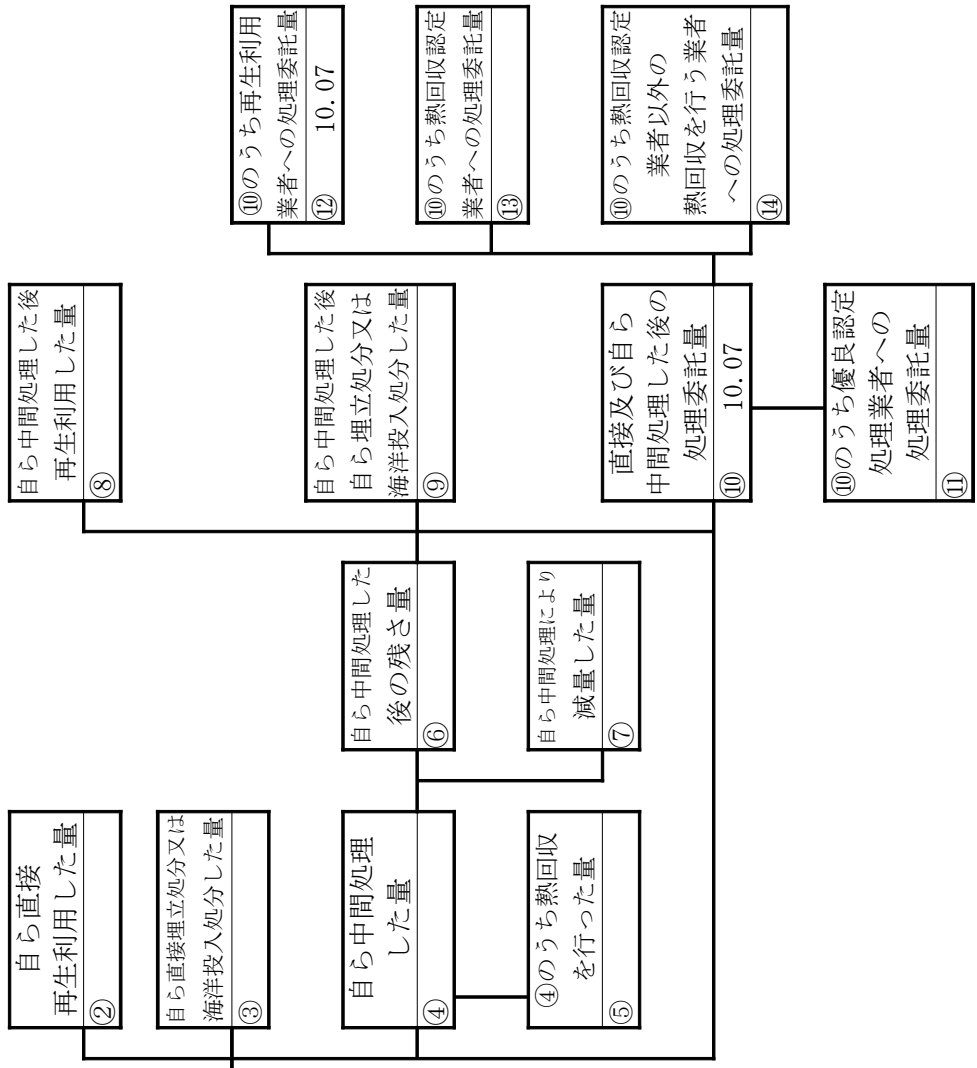 自ら直接
再生利用した量
②
自ら直接埋立処分又は
海洋投入処分した量
③
自ら中間処理
した量
④
④のうち熱回収
を行った量
⑤
自ら中間処理した
後の残さ量
⑥
自ら中間処理により
減量した量
⑦
自ら中間処理した後
再生利用した量
⑧
自ら中間処理した後
自ら埋立処分又は
海洋投入処分した量
⑨
直接及び自ら
中間処理した後の
処理委託量
⑩ 10.07
⑩のうち優良認定
処理業者への
処理委託量
⑪
⑩のうち再生利用
業者への処理委託量
⑫ 10.07
⑩のうち熱回収認定
業者への処理委託量
⑬
⑩のうち熱回収認定
業者以外の
熱回収を行う業者
への処理委託量
⑭